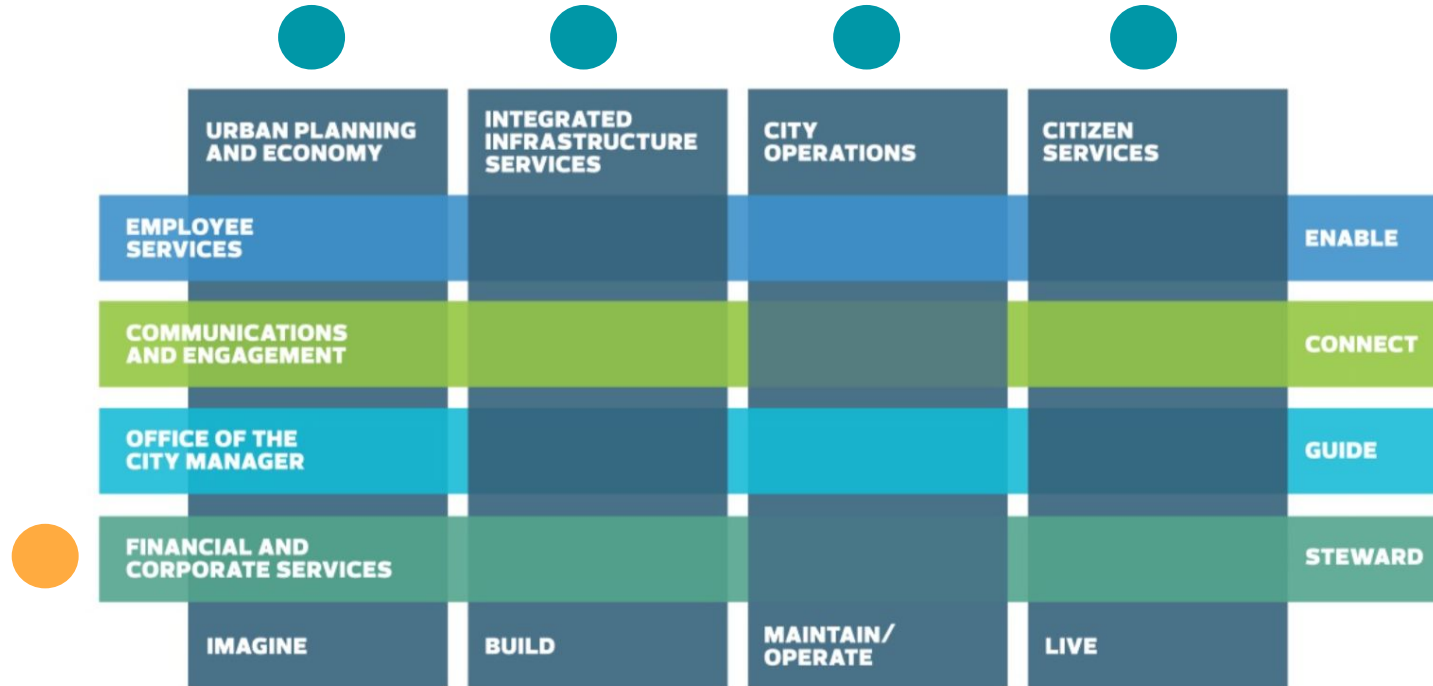 URBAN PLANNING
AND ECONOMY
INTEGRATED
INFRASTRUCTURE
SERVICES
CITY
OPERATIONS
CITIZEN
SERVICES
EMPLOYEE
SERVICES
ENABLE
COMMUNICATIONS
AND ENGAGEMENT
CONNECT
OFFICE OF THE
CITY MANAGER
GUIDE
FINANCIAL AND
CORPORATE SERVICES
STEWARD
IMAGINE
BUILD
MAINTAIN/
OPERATE
LIVE